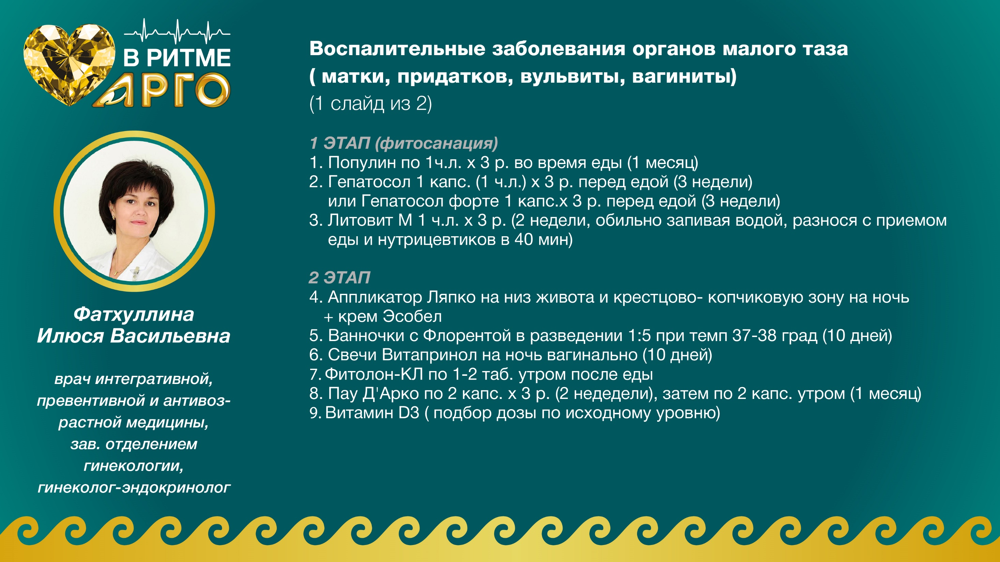 В РИТМЕ
АРГО
Фатхуллина
Илюся Васильевна
врач интегративной,
превентивной и антивоз-
растной медицины,
зав. отделением
гинекологии,
гинеколог-эндокринолог
Воспалительные заболевания органов малого таза
( матки, придатков, вульвиты, вагиниты)
(1 слайд из 2)
1 ЭТАП (фитосанация)
1. Популин по 1ч.л. х 3 р. во время еды (1 месяц)
2. Гепатосол 1 капс. (1 ч.л.) х 3 р. перед едой (3 недели)
или Гепатосол форте 1 капс.х 3 р. перед едой (3 недели)
3. Литовит М 1 ч.л. х 3 р. (2 недели, обильно запивая водой, разнося с приемом
еды и нутрицевтиков в 40 мин)
2 ЭТАП
4. Аппликатор Ляпко на низ живота и крестцово- копчиковую зону на ночь
+ крем Эсобел
5. Ванночки с Флорентой в разведении 1:5 при темп 37-38 град (10 дней)
6. Свечи Витапринол на ночь вагинально (10 дней)
7. Фитолон-КЛ по 1-2 таб. утром после еды
8. Пау Д'Арко по 2 капс. х 3 р. (2 недедели), затем по 2 капс. утром (1 месяц)
9. Витамин D3 ( подбор дозы по исходному уровню)